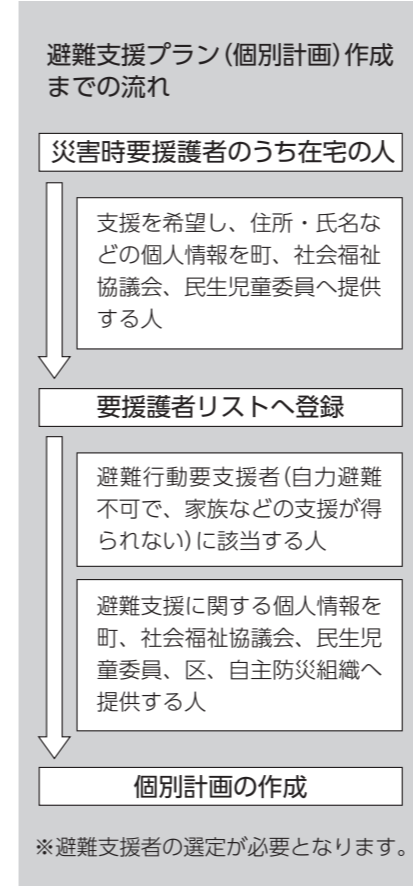 避難支援プラン(個別計画)作成
までの流れ
災害時要援護者のうち在宅の人
支援を希望し、住所・氏名な
どの個人情報を町、社会福祉
協議会、民生児童委員へ提供
する人
要援護者リストへ登録
避難行動要支援者(自力避難
不可で、家族などの支援が得
られない)に該当する人
避難支援に関する個人情報を
町、社会福祉協議会、民生児
童委員、区、自主防災組織へ
提供する人
個別計画の作成
※避難支援者の選定が必要となります。